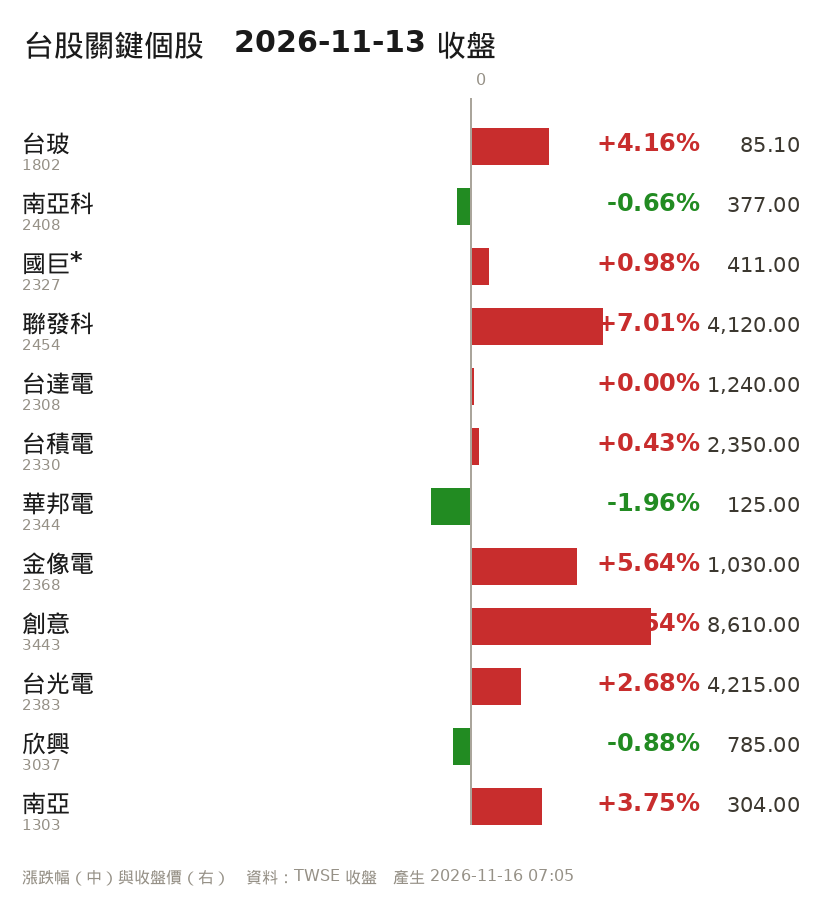 台股關鍵個股 2026-11-13 收盤
0
台玻 +4.16% 85.10
1802
南亞科 -0.66% 377.00
2408
國巨* +0.98% 411.00
2327
聯發科 +7.01% 4,120.00
2454
台達電 +0.00% 1,240.00
2308
台積電 +0.43% 2,350.00
2330
華邦電 -1.96% 125.00
2344
金像電 +5.64% 1,030.00
2368
創意 54% 8,610.00
3443
台光電 +2.68% 4,215.00
2383
欣興 -0.88% 785.00
3037
南亞 +3.75% 304.00
1303
漲跌幅(中)與收盤價(右) 資料:TWSE 收盤 產生 2026-11-16 07:05